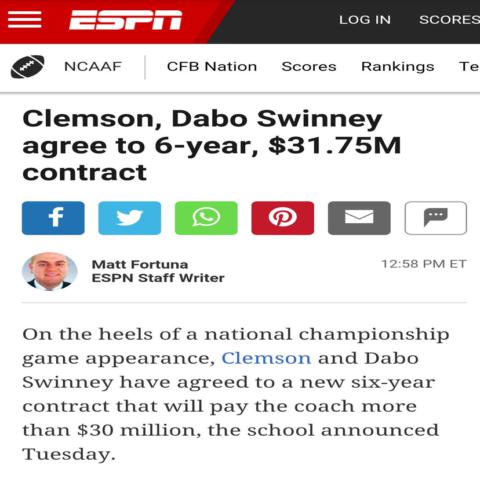 ESPN LOG IN SCORES
NCAAF CFB Nation Scores Rankings Te
Clemson, Dabo Swinney
agree to 6-year, $31.75M
contract
Matt Fortuna 12:58 PM ET
ESPN Staff Writer
On the heels of a national championship
game appearance, Clemson and Dabo
Swinney have agreed to a new six-year
contract that will pay the coach more
than $30 million, the school announced
Tuesday.